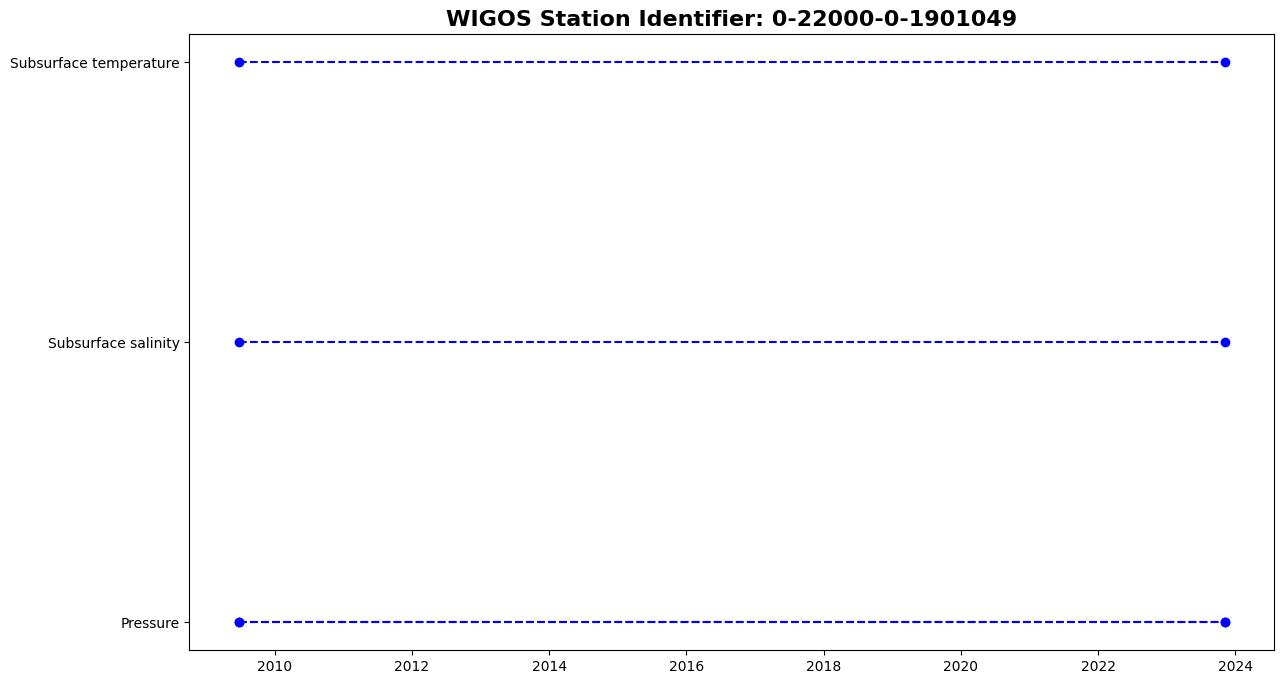 WIGOS Station Identifier: 0-22000-0-1901049
Subsurface temperature
Subsurface salinity
Pressure
2010 2012 2014 2016 2018 2020 2022 2024